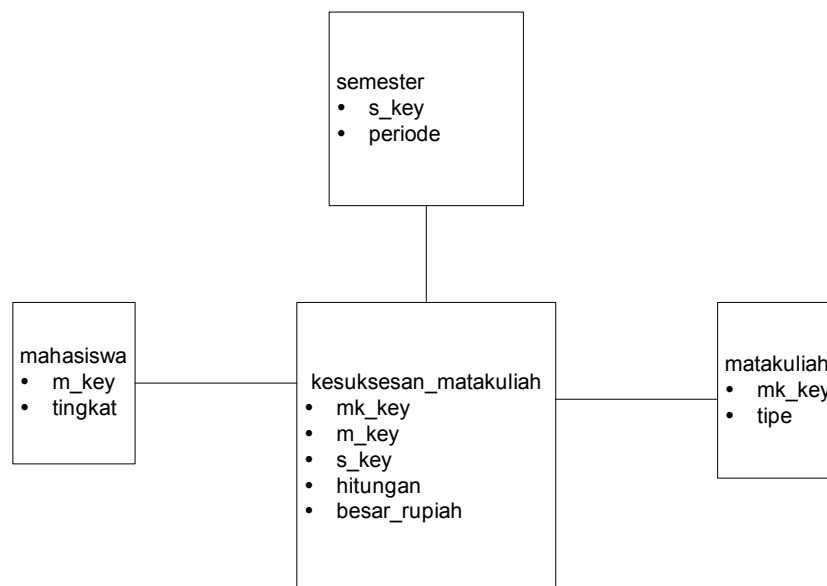 semester
• s_key
• periode
mahasiswa
• m_key
• tingkat
kesuksesan_matakuliah
• mk_key
• m_key
• s_key
• hitungan
• besar_rupiah
matakuliah
• mk_key
• tipe